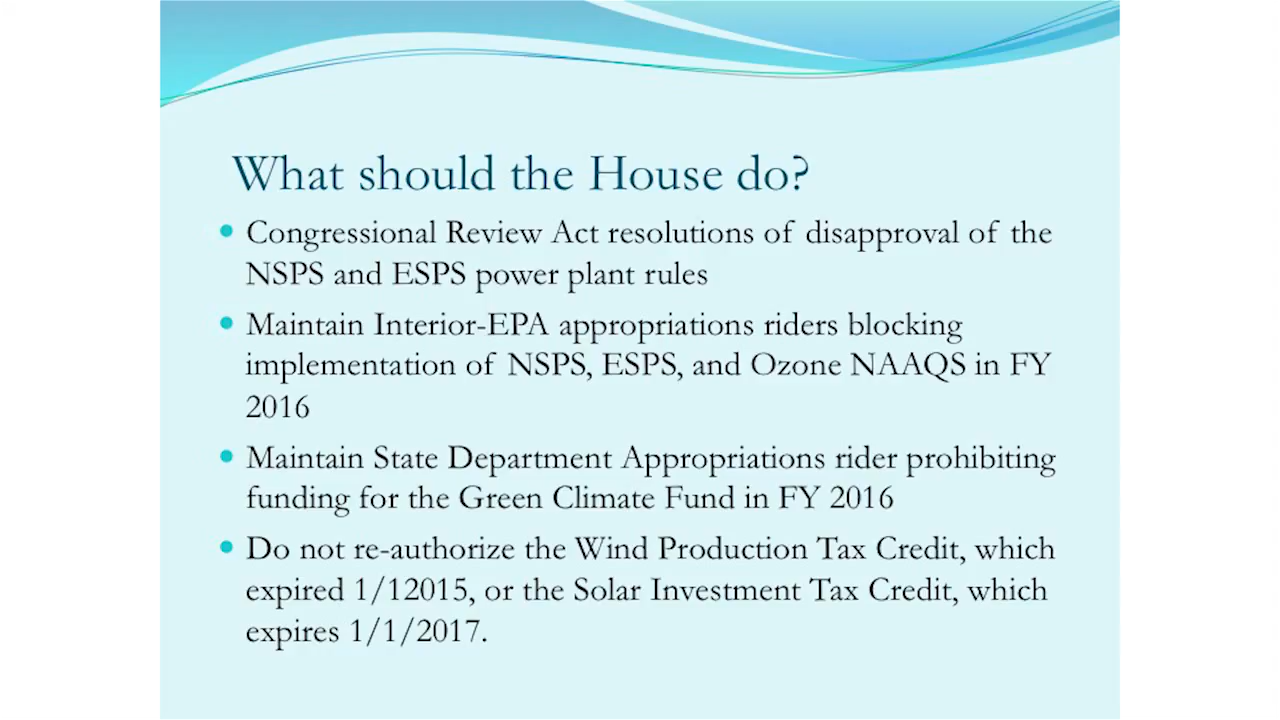 What should the House do?
Congressional Review Act resolutions of disapproval of the
NSPS and ESPS power plant rules
Maintain Interior-EPA appropriations riders blocking
implementation of NSPS, ESPS, and Ozone NAAQS in FY
2016
Maintain State Department Appropriations rider prohibiting
funding for the Green Climate Fund in FY 2016
Do not re-authorize the Wind Production Tax Credit, which
expired 1/12015, or the Solar Investment Tax Credit, which
expires 1/1/2017.